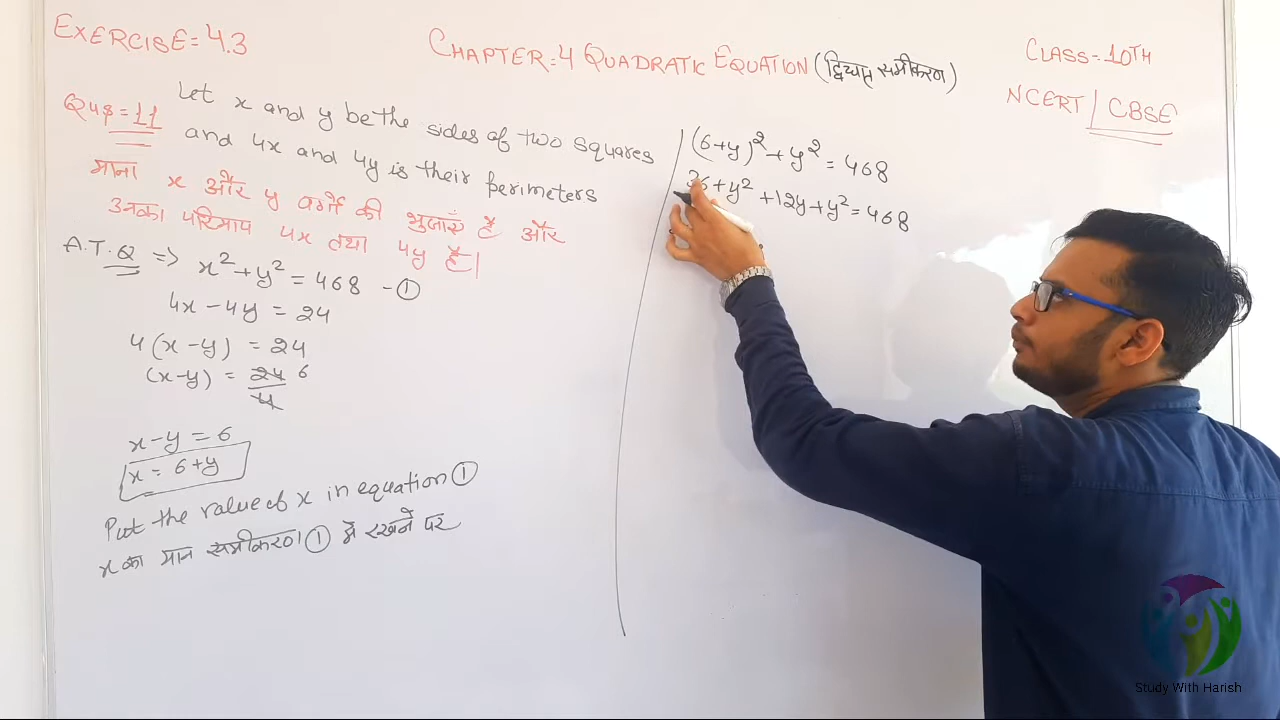 EXERCISE=4.3
CHAPTER:4 QUADRATIC EQUATION (द्विघात समीकरण)
CLASS=10TH
NCERT / CBSE
Qus=11
Let x and y be the sides of two squares
and 4x and 4y is their perimeters
माना x और y वर्गों की भुजाएँ है और
उनका परिमाप 4x तथा 4y है।
A.T.Q => x²+y² = 468 -①
4x-4y = 24
4(x-y) = 24
(x-y) = 24/4 6
x-y = 6
x = 6+y
Put the value of x in equation ①
x का मान समीकरण ① में रखने पर
(6+y)²+y² = 468
36+y²+12y+y²=468
Study With Harish